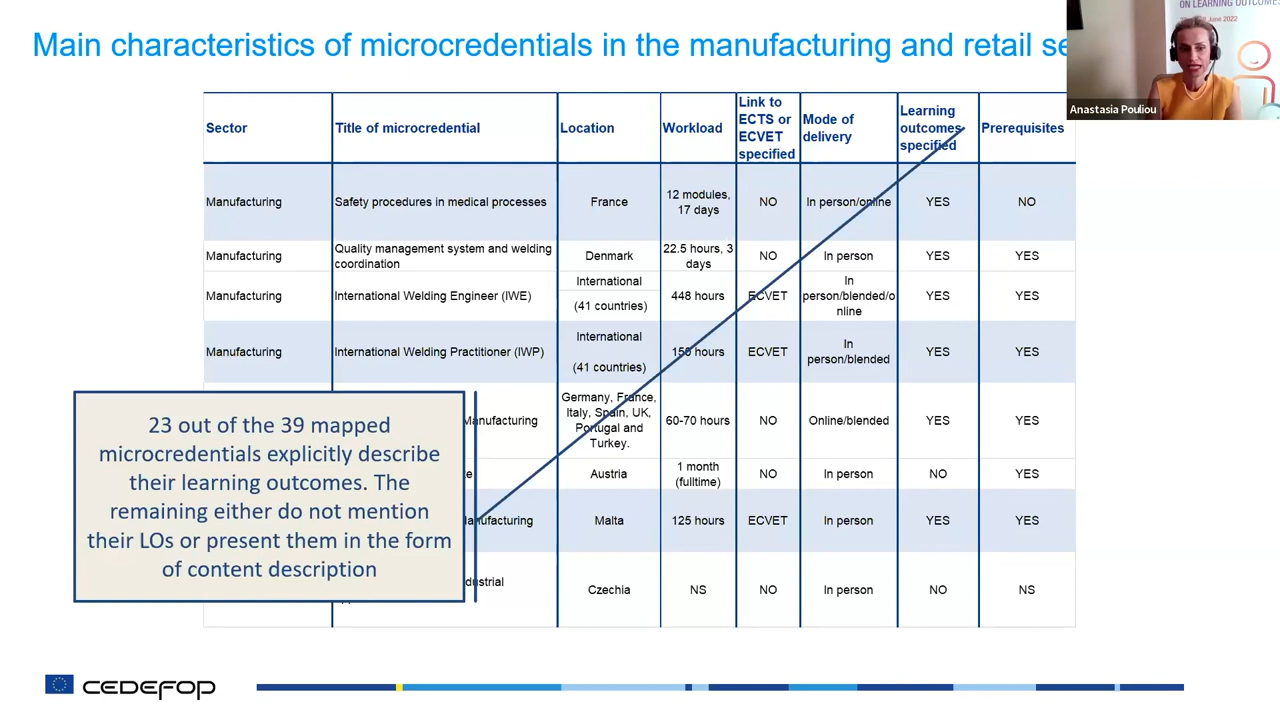 ON LEARNING OUTCOMES
June 2022
Main characteristics of microcredentials in the manufacturing and retail
Anastasia Pouliou
Sector
Title of microcredential
Location
Workload
Link to
ECTS or
ECVET
specified
Mode of
delivery
Learning
outcomes
specified
Prerequisites
Manufacturing
Safety procedures in medical processes
France
12 modules,
17 days
NO
In person/online
YES
NO
Manufacturing
Quality management system and welding
coordination
Denmark
22.5 hours, 3
days
NO
In person
YES
YES
Manufacturing
International Welding Engineer (IWE)
International
(41 countries)
448 hours
ECVET
In
person/blended/o
nline
YES
YES
Manufacturing
International Welding Practitioner (IWP)
International
(41 countries)
150 hours
ECVET
In
person/blended
YES
YES
Manufacturing
Germany, France,
Italy, Spain, UK,
Portugal and
Turkey.
60-70 hours
NO
Online/blended
YES
YES
Austria
1 month
(fulltime)
NO
In person
NO
YES
Manufacturing
Malta
125 hours
ECVET
In person
YES
YES
Czechia
NS
NO
In person
NO
NS
23 out of the 39 mapped
microcredentials explicitly describe
their learning outcomes. The
remaining either do not mention
their LOs or present them in the form
of content description
CEDEFOP